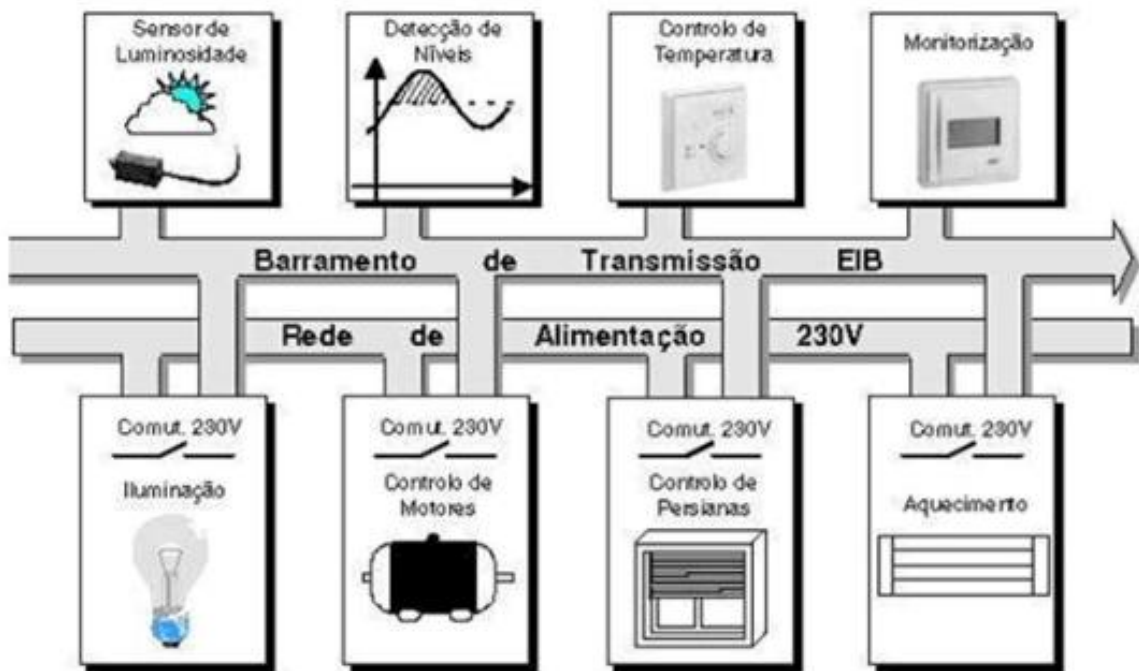 Sensor de
Luminosidade
Detecção de
Níveis
Controlo de
Temperatura
Monitorização
Barramento de Transmissão EIB
Rede de Alimentação 230V
Comut. 230V
Iluminação
Comut. 230V
Controlo de
Motores
Comut. 230V
Controlo de
Persianas
Comut. 230V
Aquecimento